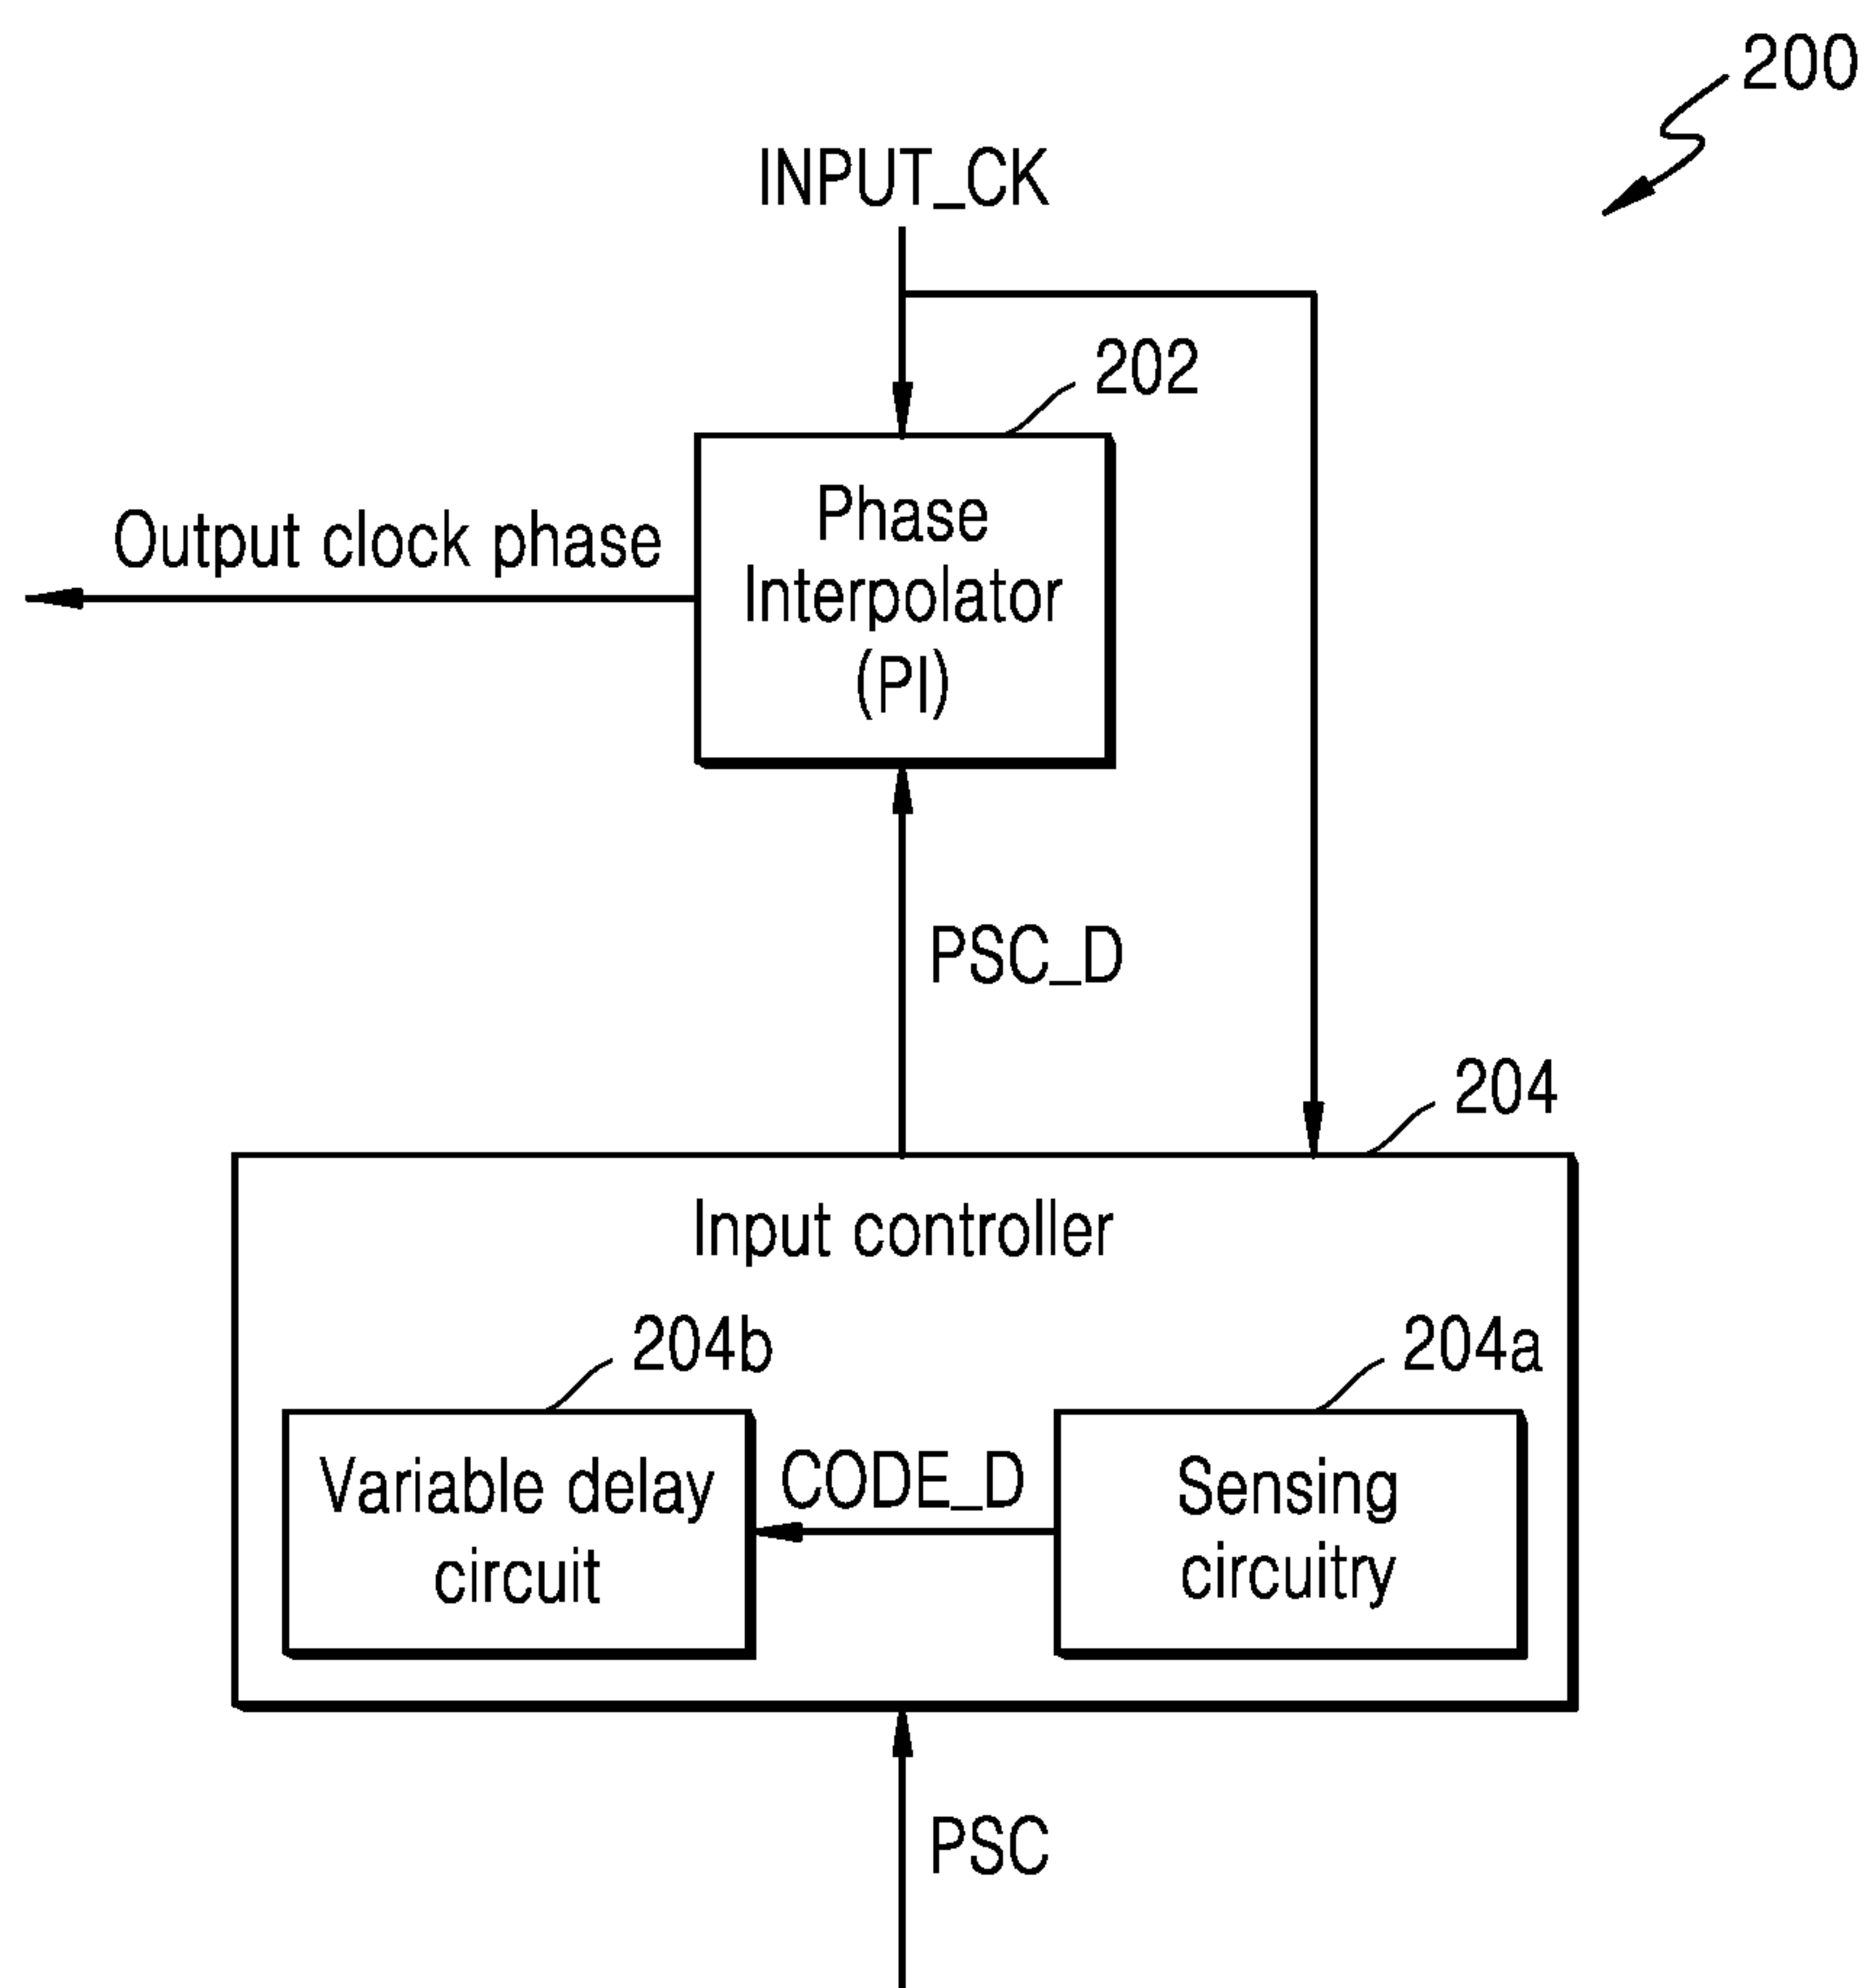 200
INPUT_CK
202
Phase
Interpolator
(PI)
Output clock phase
PSC_D
204
Input controller
204b
204a
Variable delay
circuit
CODE_D
Sensing
circuitry
PSC